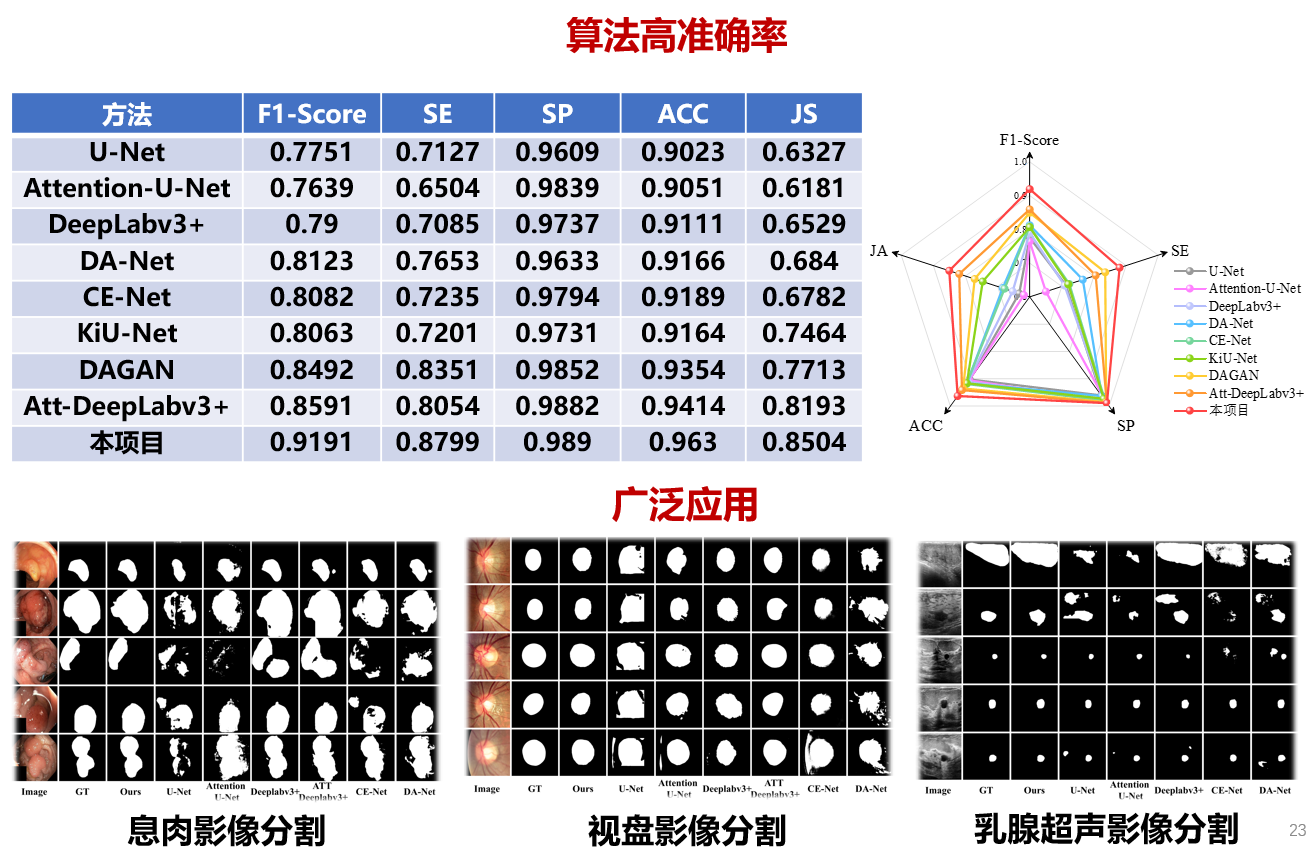 算法高准确率
方法 F1-Score SE SP ACC JS
U-Net 0.7751 0.7127 0.9609 0.9023 0.6327
Attention-U-Net 0.7639 0.6504 0.9839 0.9051 0.6181
DeepLabv3+ 0.79 0.7085 0.9737 0.9111 0.6529
DA-Net 0.8123 0.7653 0.9633 0.9166 0.684
CE-Net 0.8082 0.7235 0.9794 0.9189 0.6782
KiU-Net 0.8063 0.7201 0.9731 0.9164 0.7464
DAGAN 0.8492 0.8351 0.9852 0.9354 0.7713
Att-DeepLabv3+ 0.8591 0.8054 0.9882 0.9414 0.8193
本项目 0.9191 0.8799 0.989 0.963 0.8504
F1-Score
1.0
0.9
JA
SE
ACC
SP
U-Net
Attention-U-Net
DeepLabv3+
DA-Net
CE-Net
KiU-Net
DAGAN
Att-DeepLabv3+
本项目
广泛应用
Image GT Ours U-Net Attention U-Net Deeplabv3+ ATT Deeplabv3+ CE-Net DA-Net
Image GT Ours U-Net Attention U-Net Deeplabv3+ ATT Deeplabv3+ CE-Net DA-Net
Image GT Ours U-Net Attention U-Net Deeplabv3+ CE-Net DA-Net
息肉影像分割
视盘影像分割
乳腺超声影像分割
23